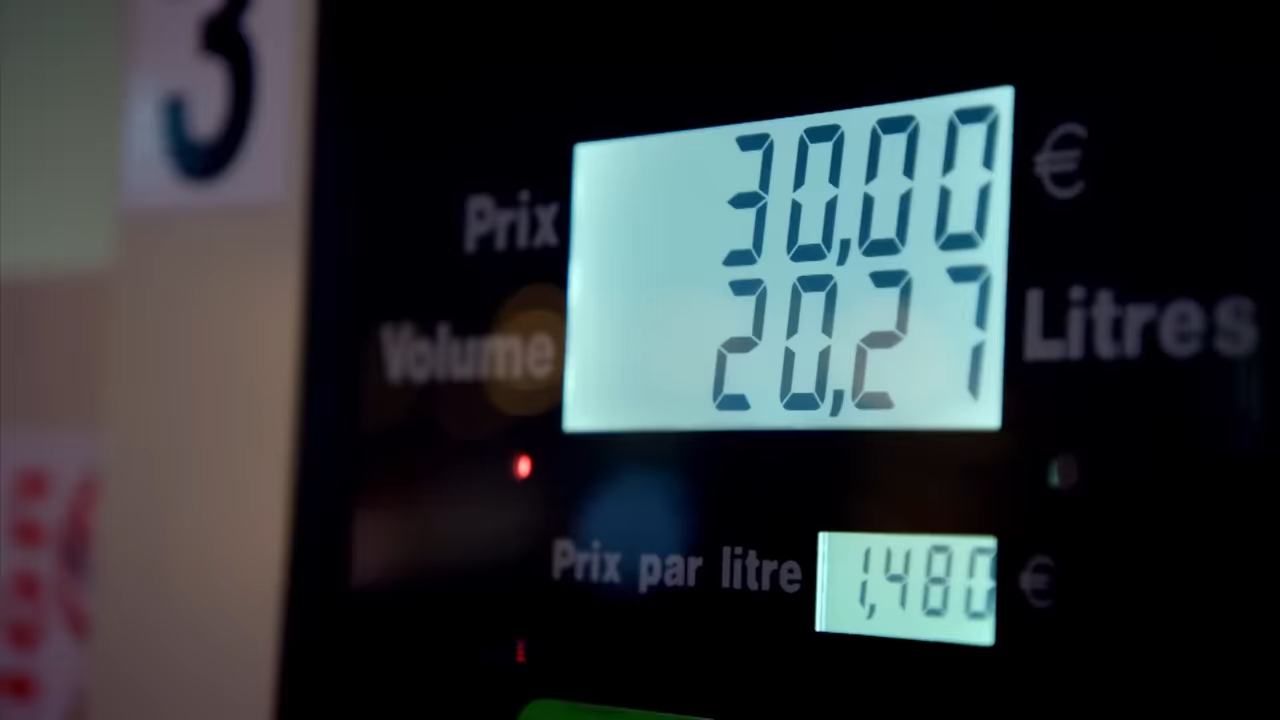 3
Prix 30,00 €
Volume 20,27 Litres
Prix par litre 1,480 €